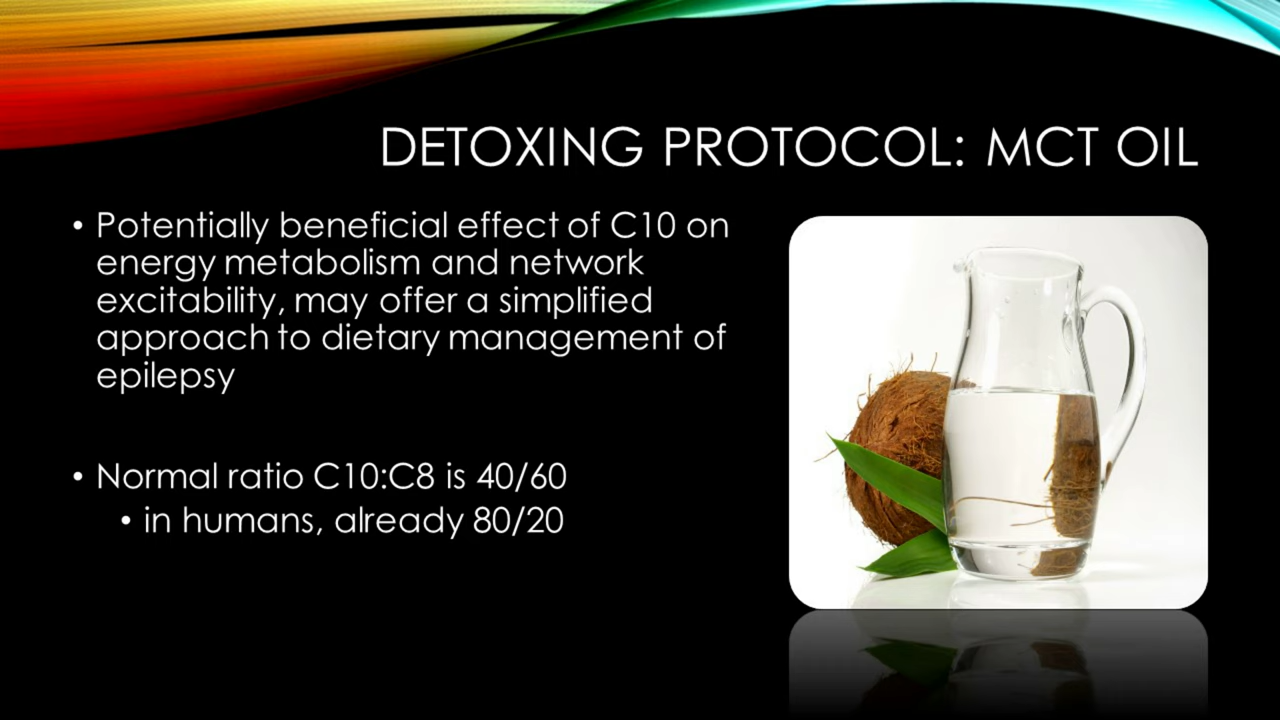 DETOXING PROTOCOL: MCT OIL
• Potentially beneficial effect of C10 on
energy metabolism and network
excitability, may offer a simplified
approach to dietary management of
epilepsy
• Normal ratio C10:C8 is 40/60
• in humans, already 80/20